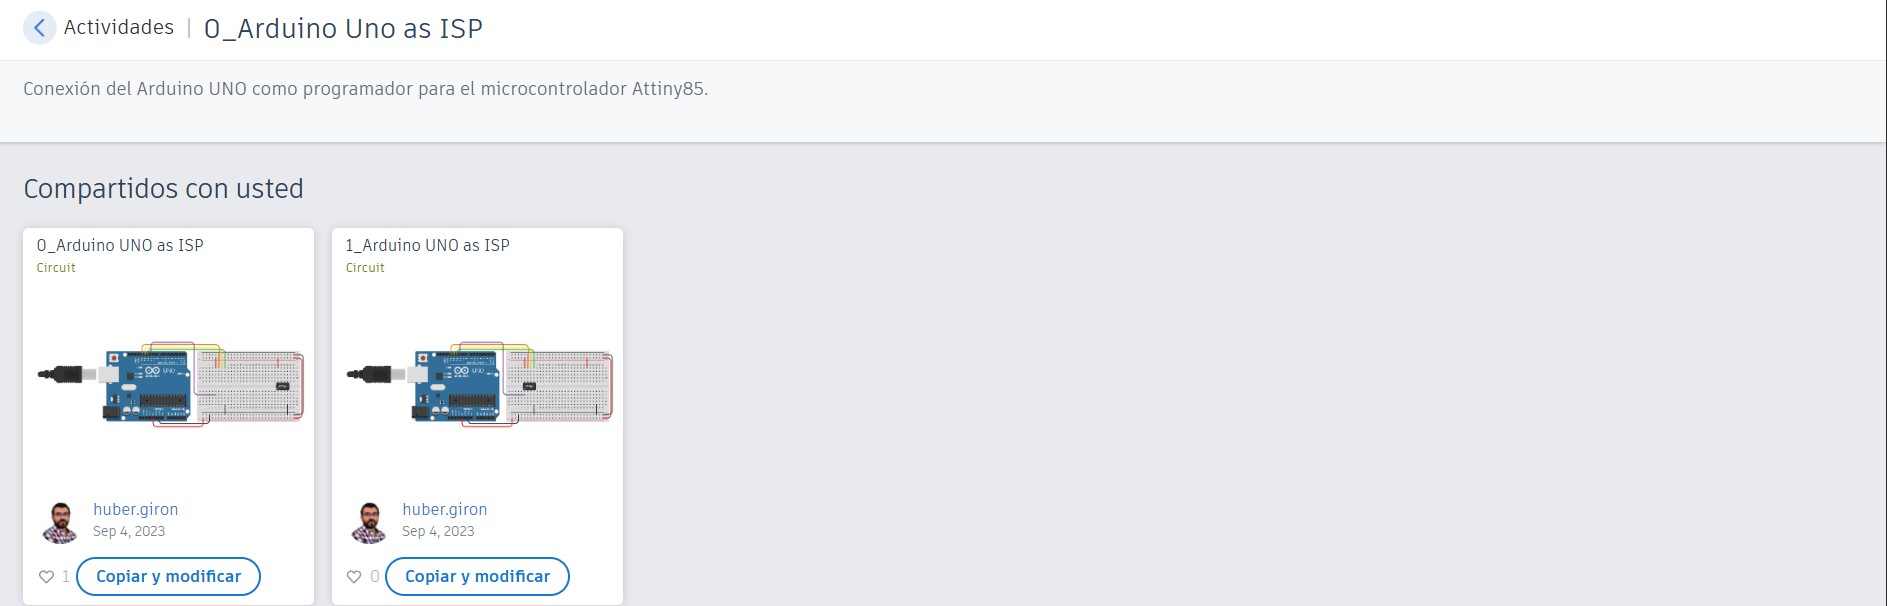 Actividades | 0_Arduino Uno as ISP
Conexión del Arduino UNO como programador para el microcontrolador Attiny85.
Compartidos con usted
0_Arduino UNO as ISP
Circuit
UNO
huber.giron
Sep 4, 2023
1 Copiar y modificar
1_Arduino UNO as ISP
Circuit
UNO
huber.giron
Sep 4, 2023
0 Copiar y modificar